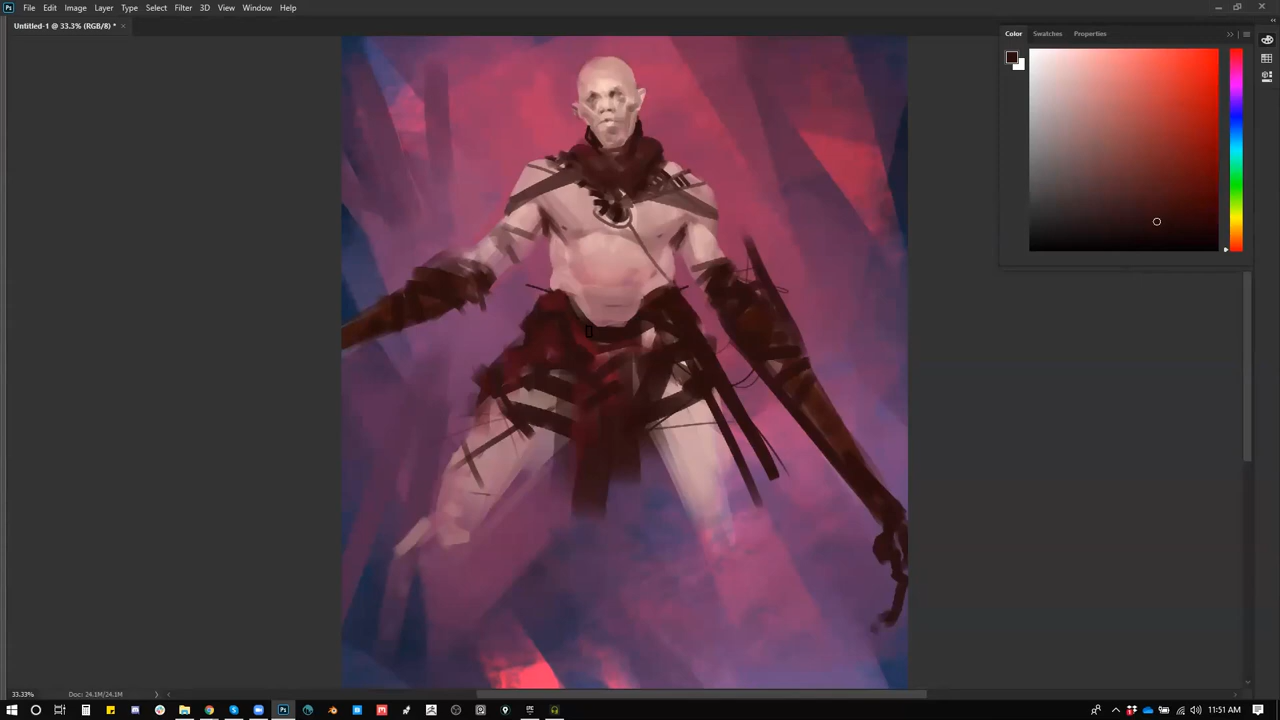 Ps File Edit Image Layer Type Select Filter 3D View Window Help
Untitled-1 @ 33.3% (RGB/8) *
Color Swatches Properties
33.33% Doc: 24.1M/24.1M
11:51 AM